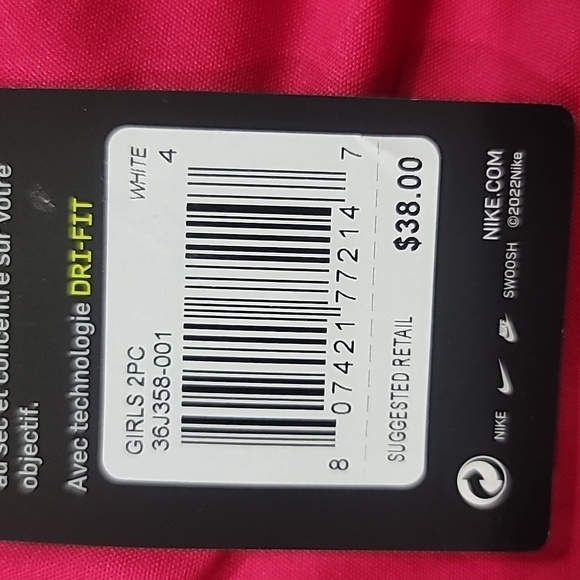 au sec et concentré sur votre
objectif.
Avec technologie DRI-FIT
GIRLS 2PC WHITE
36J358-001 4
8 07421 77214 7
SUGGESTED RETAIL $38.00
NIKE SWOOSH ©2022Nike
NIKE.COM